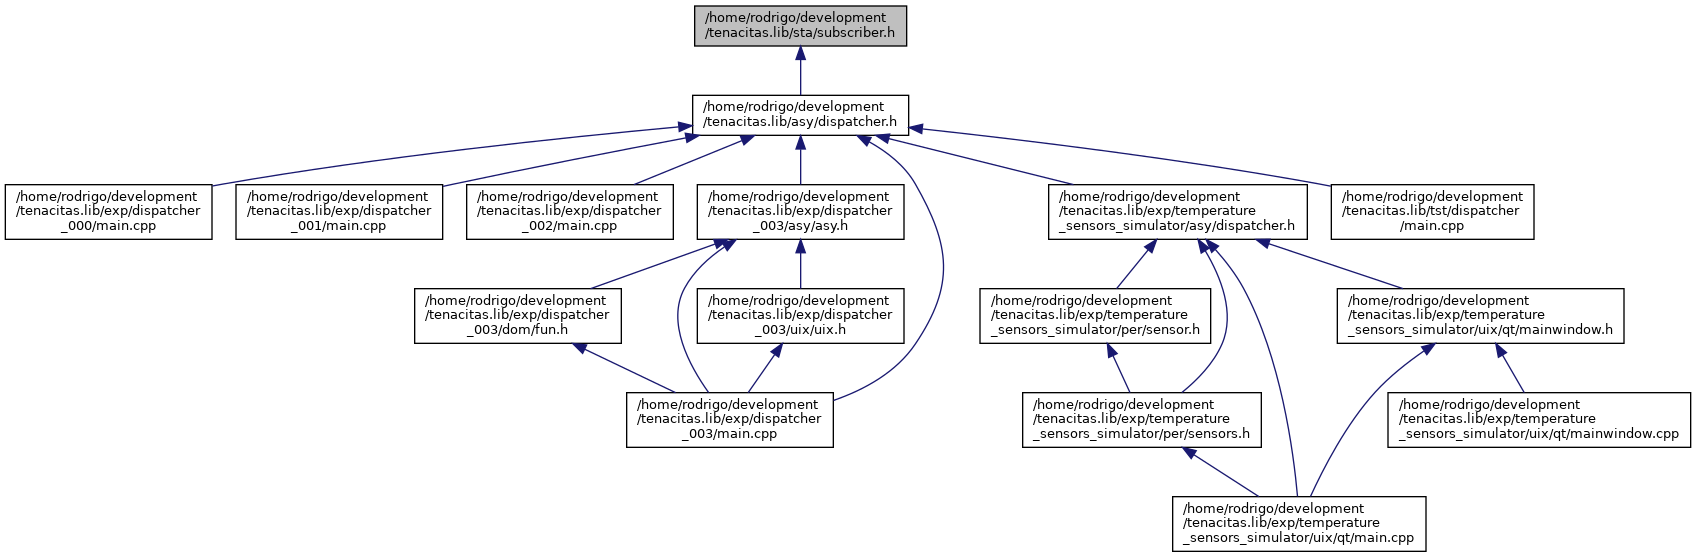 /home/rodrigo/development
/tenacitas.lib/sta/subscriber.h
/home/rodrigo/development
/tenacitas.lib/asy/dispatcher.h
/home/rodrigo/development
/tenacitas.lib/exp/dispatcher
_000/main.cpp
/home/rodrigo/development
/tenacitas.lib/exp/dispatcher
_001/main.cpp
/home/rodrigo/development
/tenacitas.lib/exp/dispatcher
_002/main.cpp
/home/rodrigo/development
/tenacitas.lib/exp/dispatcher
_003/asy/asy.h
/home/rodrigo/development
/tenacitas.lib/exp/temperature
_sensors_simulator/asy/dispatcher.h
/home/rodrigo/development
/tenacitas.lib/tst/dispatcher
/main.cpp
/home/rodrigo/development
/tenacitas.lib/exp/dispatcher
_003/dom/fun.h
/home/rodrigo/development
/tenacitas.lib/exp/dispatcher
_003/uix/uix.h
/home/rodrigo/development
/tenacitas.lib/exp/temperature
_sensors_simulator/per/sensor.h
/home/rodrigo/development
/tenacitas.lib/exp/temperature
_sensors_simulator/uix/qt/mainwindow.h
/home/rodrigo/development
/tenacitas.lib/exp/dispatcher
_003/main.cpp
/home/rodrigo/development
/tenacitas.lib/exp/temperature
_sensors_simulator/per/sensors.h
/home/rodrigo/development
/tenacitas.lib/exp/temperature
_sensors_simulator/uix/qt/mainwindow.cpp
/home/rodrigo/development
/tenacitas.lib/exp/temperature
_sensors_simulator/uix/qt/main.cpp